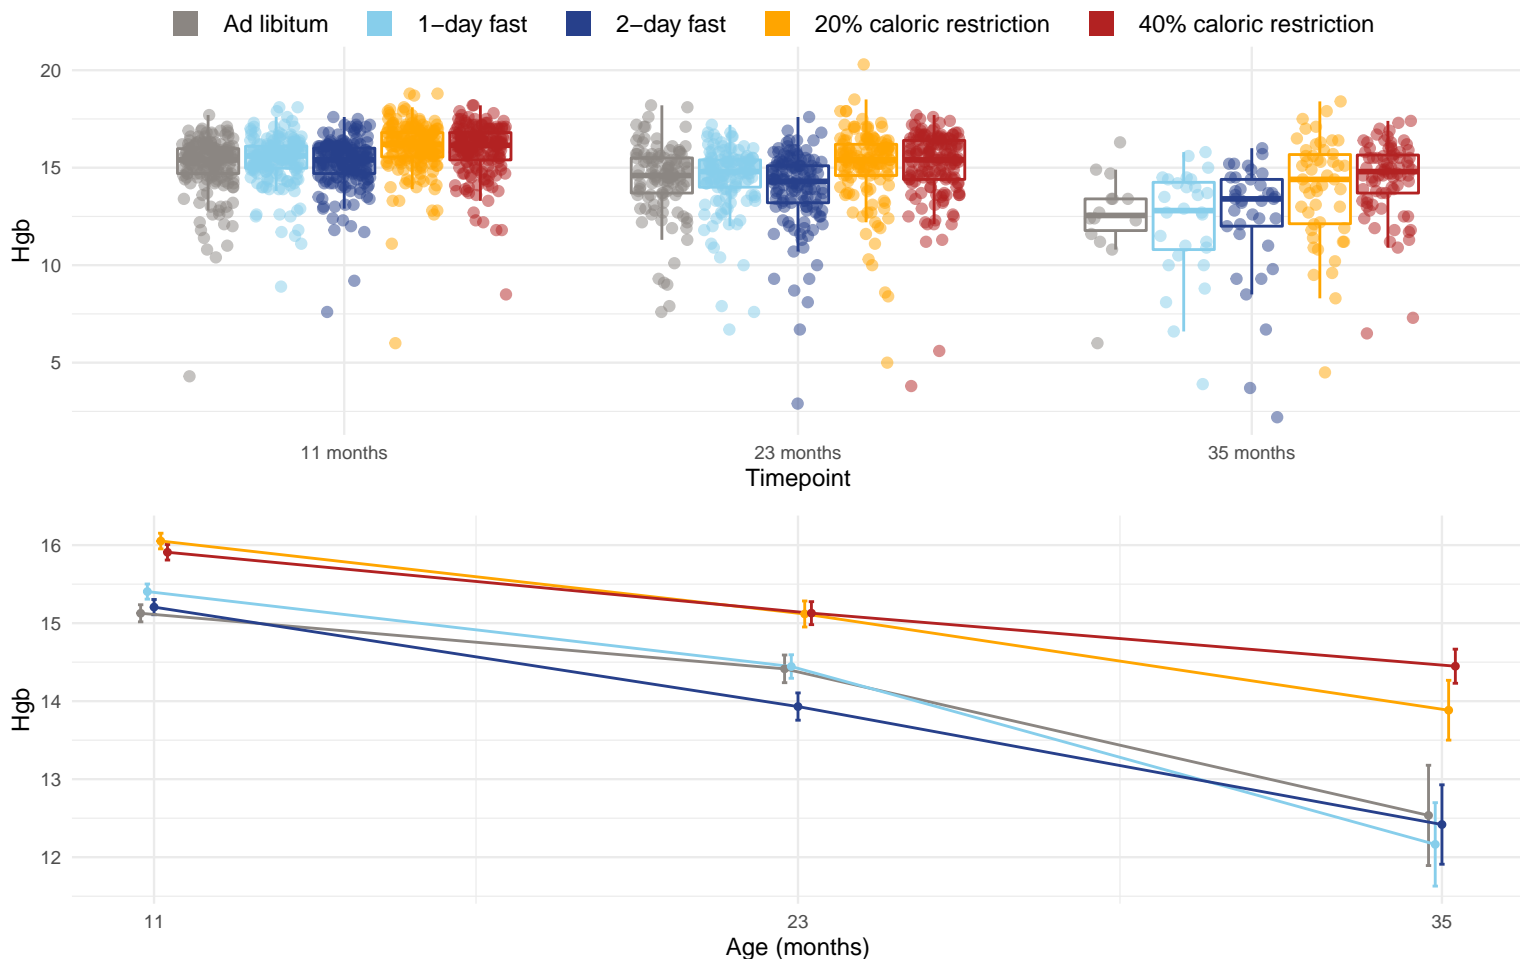 Ad libitum 1−day fast 2−day fast 20% caloric restriction 40% caloric restriction
20
15
10
5
Hgb
11 months 23 months 35 months
Timepoint
16
15
14
13
12
Hgb
11 23 35
Age (months)